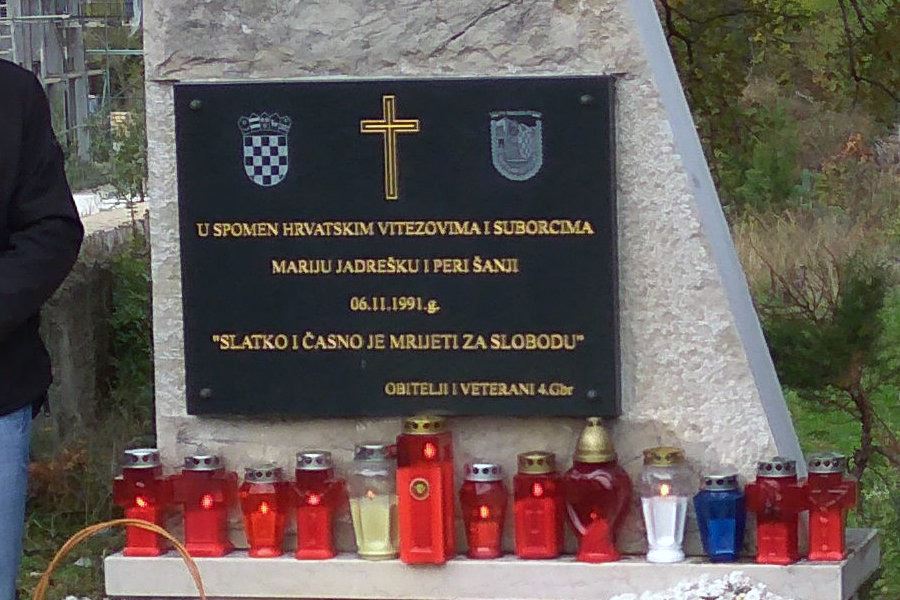 U SPOMEN HRVATSKIM VITEZOVIMA I SUBORCIMA
MARIJU JADREŠKU I PERI ŠANJI
06.11.1991.g.
"SLATKO I ČASNO JE MRIJETI ZA SLOBODU"
OBITELJI I VETERANI 4.Gbr